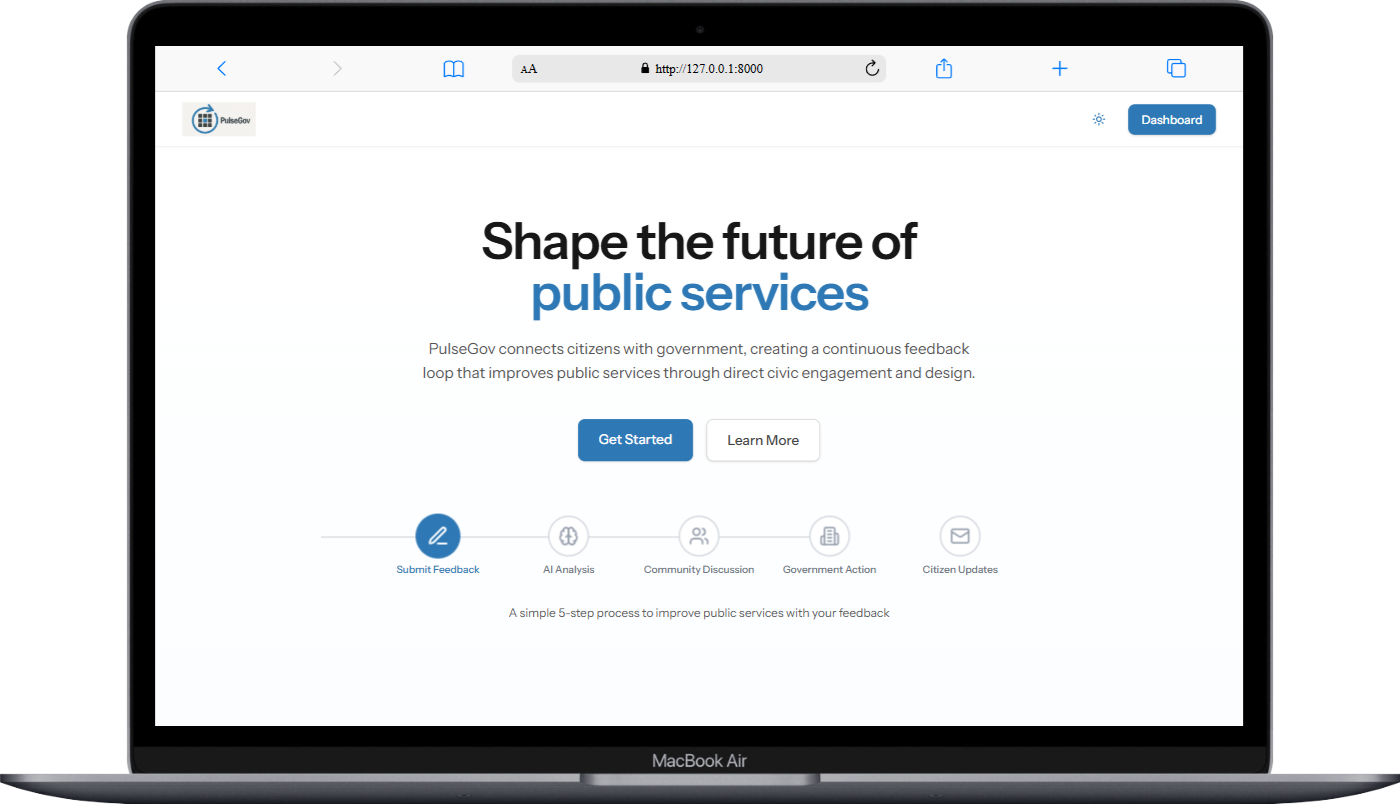 AA http://127.0.0.1:8000
PulseGov
Dashboard
Shape the future of
public services
PulseGov connects citizens with government, creating a continuous feedback
loop that improves public services through direct civic engagement and design.
Get Started
Learn More
Submit Feedback
AI Analysis
Community Discussion
Government Action
Citizen Updates
A simple 5-step process to improve public services with your feedback
MacBook Air